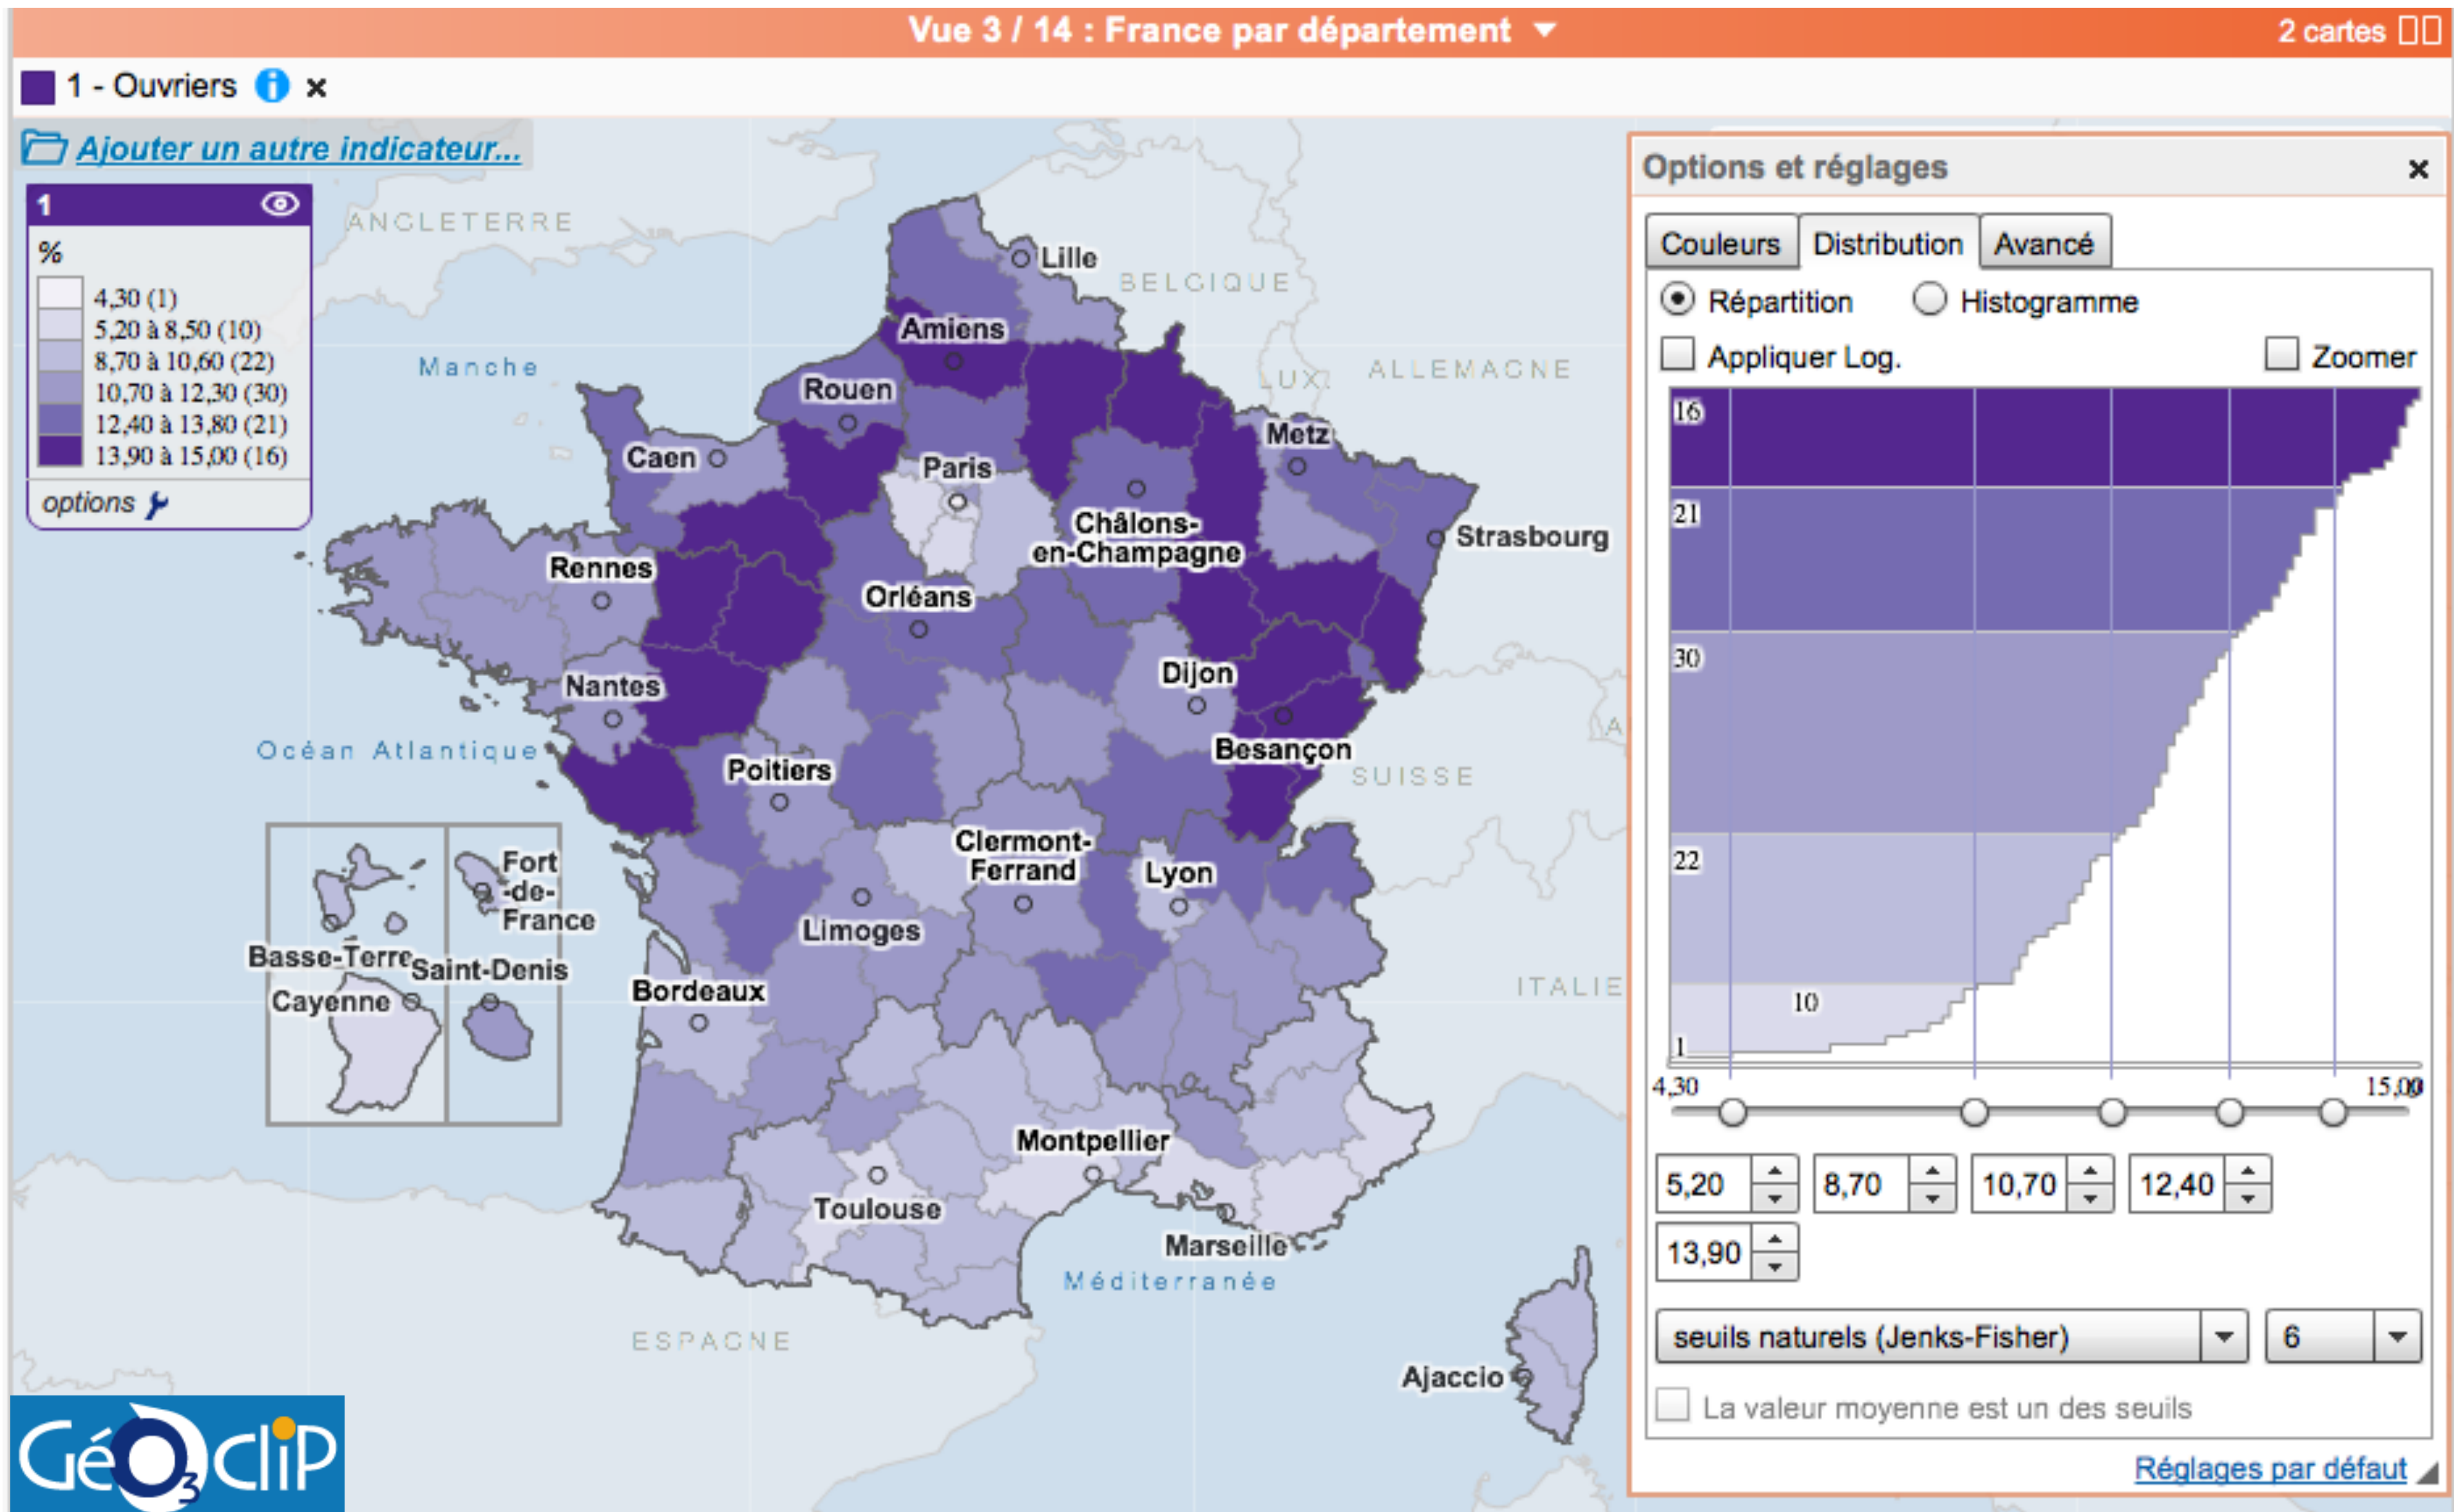 Vue 3 / 14 : France par département
2 cartes
1 - Ouvriers
Ajouter un autre indicateur...
1
%
4,30 (1)
5,20 à 8,50 (10)
8,70 à 10,60 (22)
10,70 à 12,30 (30)
12,40 à 13,80 (21)
13,90 à 15,00 (16)
options
ANGLETERRE
Lille
BELGIQUE
Amiens
Manche
LUX.
ALLEMAGNE
Rouen
Metz
Caen
Paris
Châlons-
en-Champagne
Strasbourg
Rennes
Orléans
Dijon
Nantes
Océan Atlantique
Besançon
SUISSE
Poitiers
Clermont-
Ferrand
Lyon
Limoges
Fort
-de-
France
Basse-Terre
Saint-Denis
Cayenne
Bordeaux
ITALIE
Montpellier
Toulouse
Marseille
Méditerranée
ESPAGNE
Ajaccio
GéO3cliP
Options et réglages
Couleurs
Distribution
Avancé
Répartition
Histogramme
Appliquer Log.
Zoomer
16
21
30
22
10
1
4,30
15,00
5,20
8,70
10,70
12,40
13,90
seuils naturels (Jenks-Fisher)
6
La valeur moyenne est un des seuils
Réglages par défaut